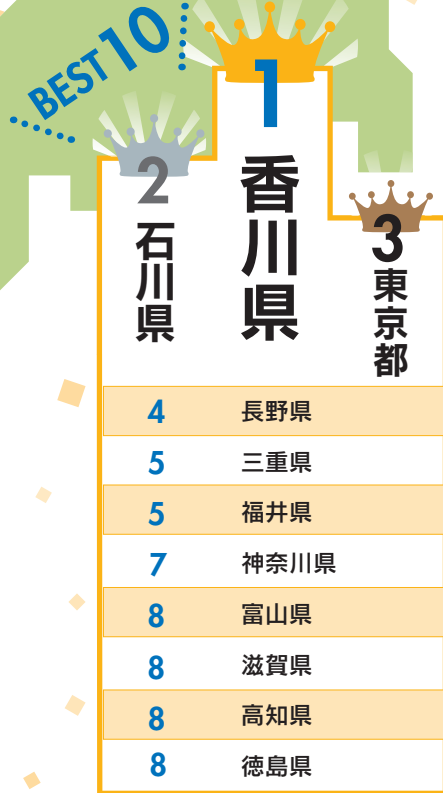 BEST10
1
香川県
2
石川県
3
東京都
4 長野県
5 三重県
5 福井県
7 神奈川県
8 富山県
8 滋賀県
8 高知県
8 徳島県